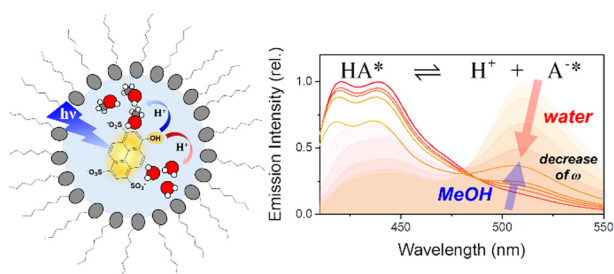 hν
H⁺
⁻O₃S
OH
H⁺
O₃S
SO₃⁻
HA* ⇌ H⁺ + A⁻*
water
decrease
of ω
MeOH
Emission Intensity (rel.)
1.0
0.5
0.0
450
500
550
Wavelength (nm)